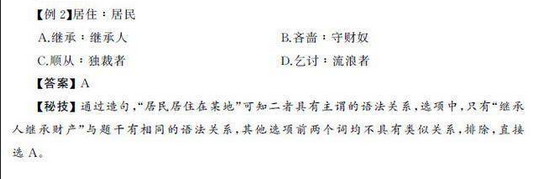 【例 2】居住：居民
A.继承：继承人 B.吝啬：守财奴
C.顺从：独裁者 D.乞讨：流浪者
【答案】A
【秘技】通过造句，“居民居住在某地”可知二者具有主谓的语法关系，选项中，只有“继承
人继承财产”与题干有相同的语法关系，其他选项前两个词均不具有类似关系，排除，直接
选 A。